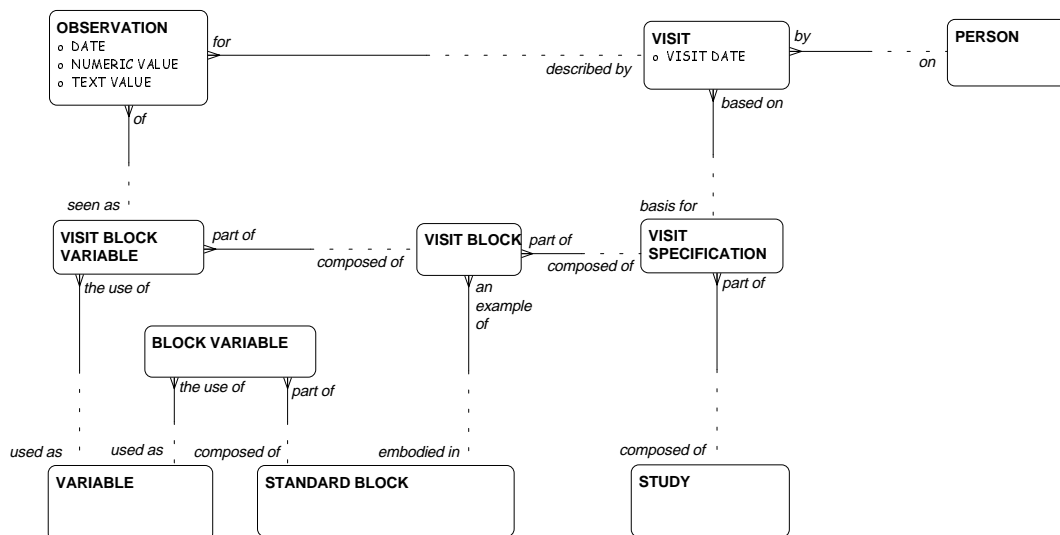 OBSERVATION
o DATE
o NUMERIC VALUE
o TEXT VALUE
for
described by
VISIT
o VISIT DATE
by
on
PERSON
of
based on
seen as
basis for
VISIT BLOCK
VARIABLE
part of
composed of
VISIT BLOCK
part of
composed of
VISIT
SPECIFICATION
the use of
an
example
of
part of
BLOCK VARIABLE
the use of
part of
used as
used as
composed of
embodied in
composed of
VARIABLE
STANDARD BLOCK
STUDY